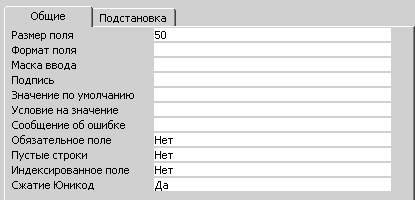 Общие Подстановка
Размер поля 50
Формат поля
Маска ввода
Подпись
Значение по умолчанию
Условие на значение
Сообщение об ошибке
Обязательное поле Нет
Пустые строки Нет
Индексированное поле Нет
Сжатие Юникод Да